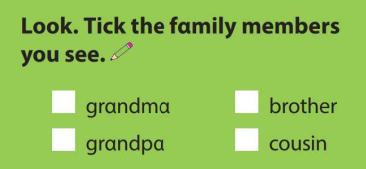 Look. Tick the family members
you see.
grandma
brother
grandpa
cousin